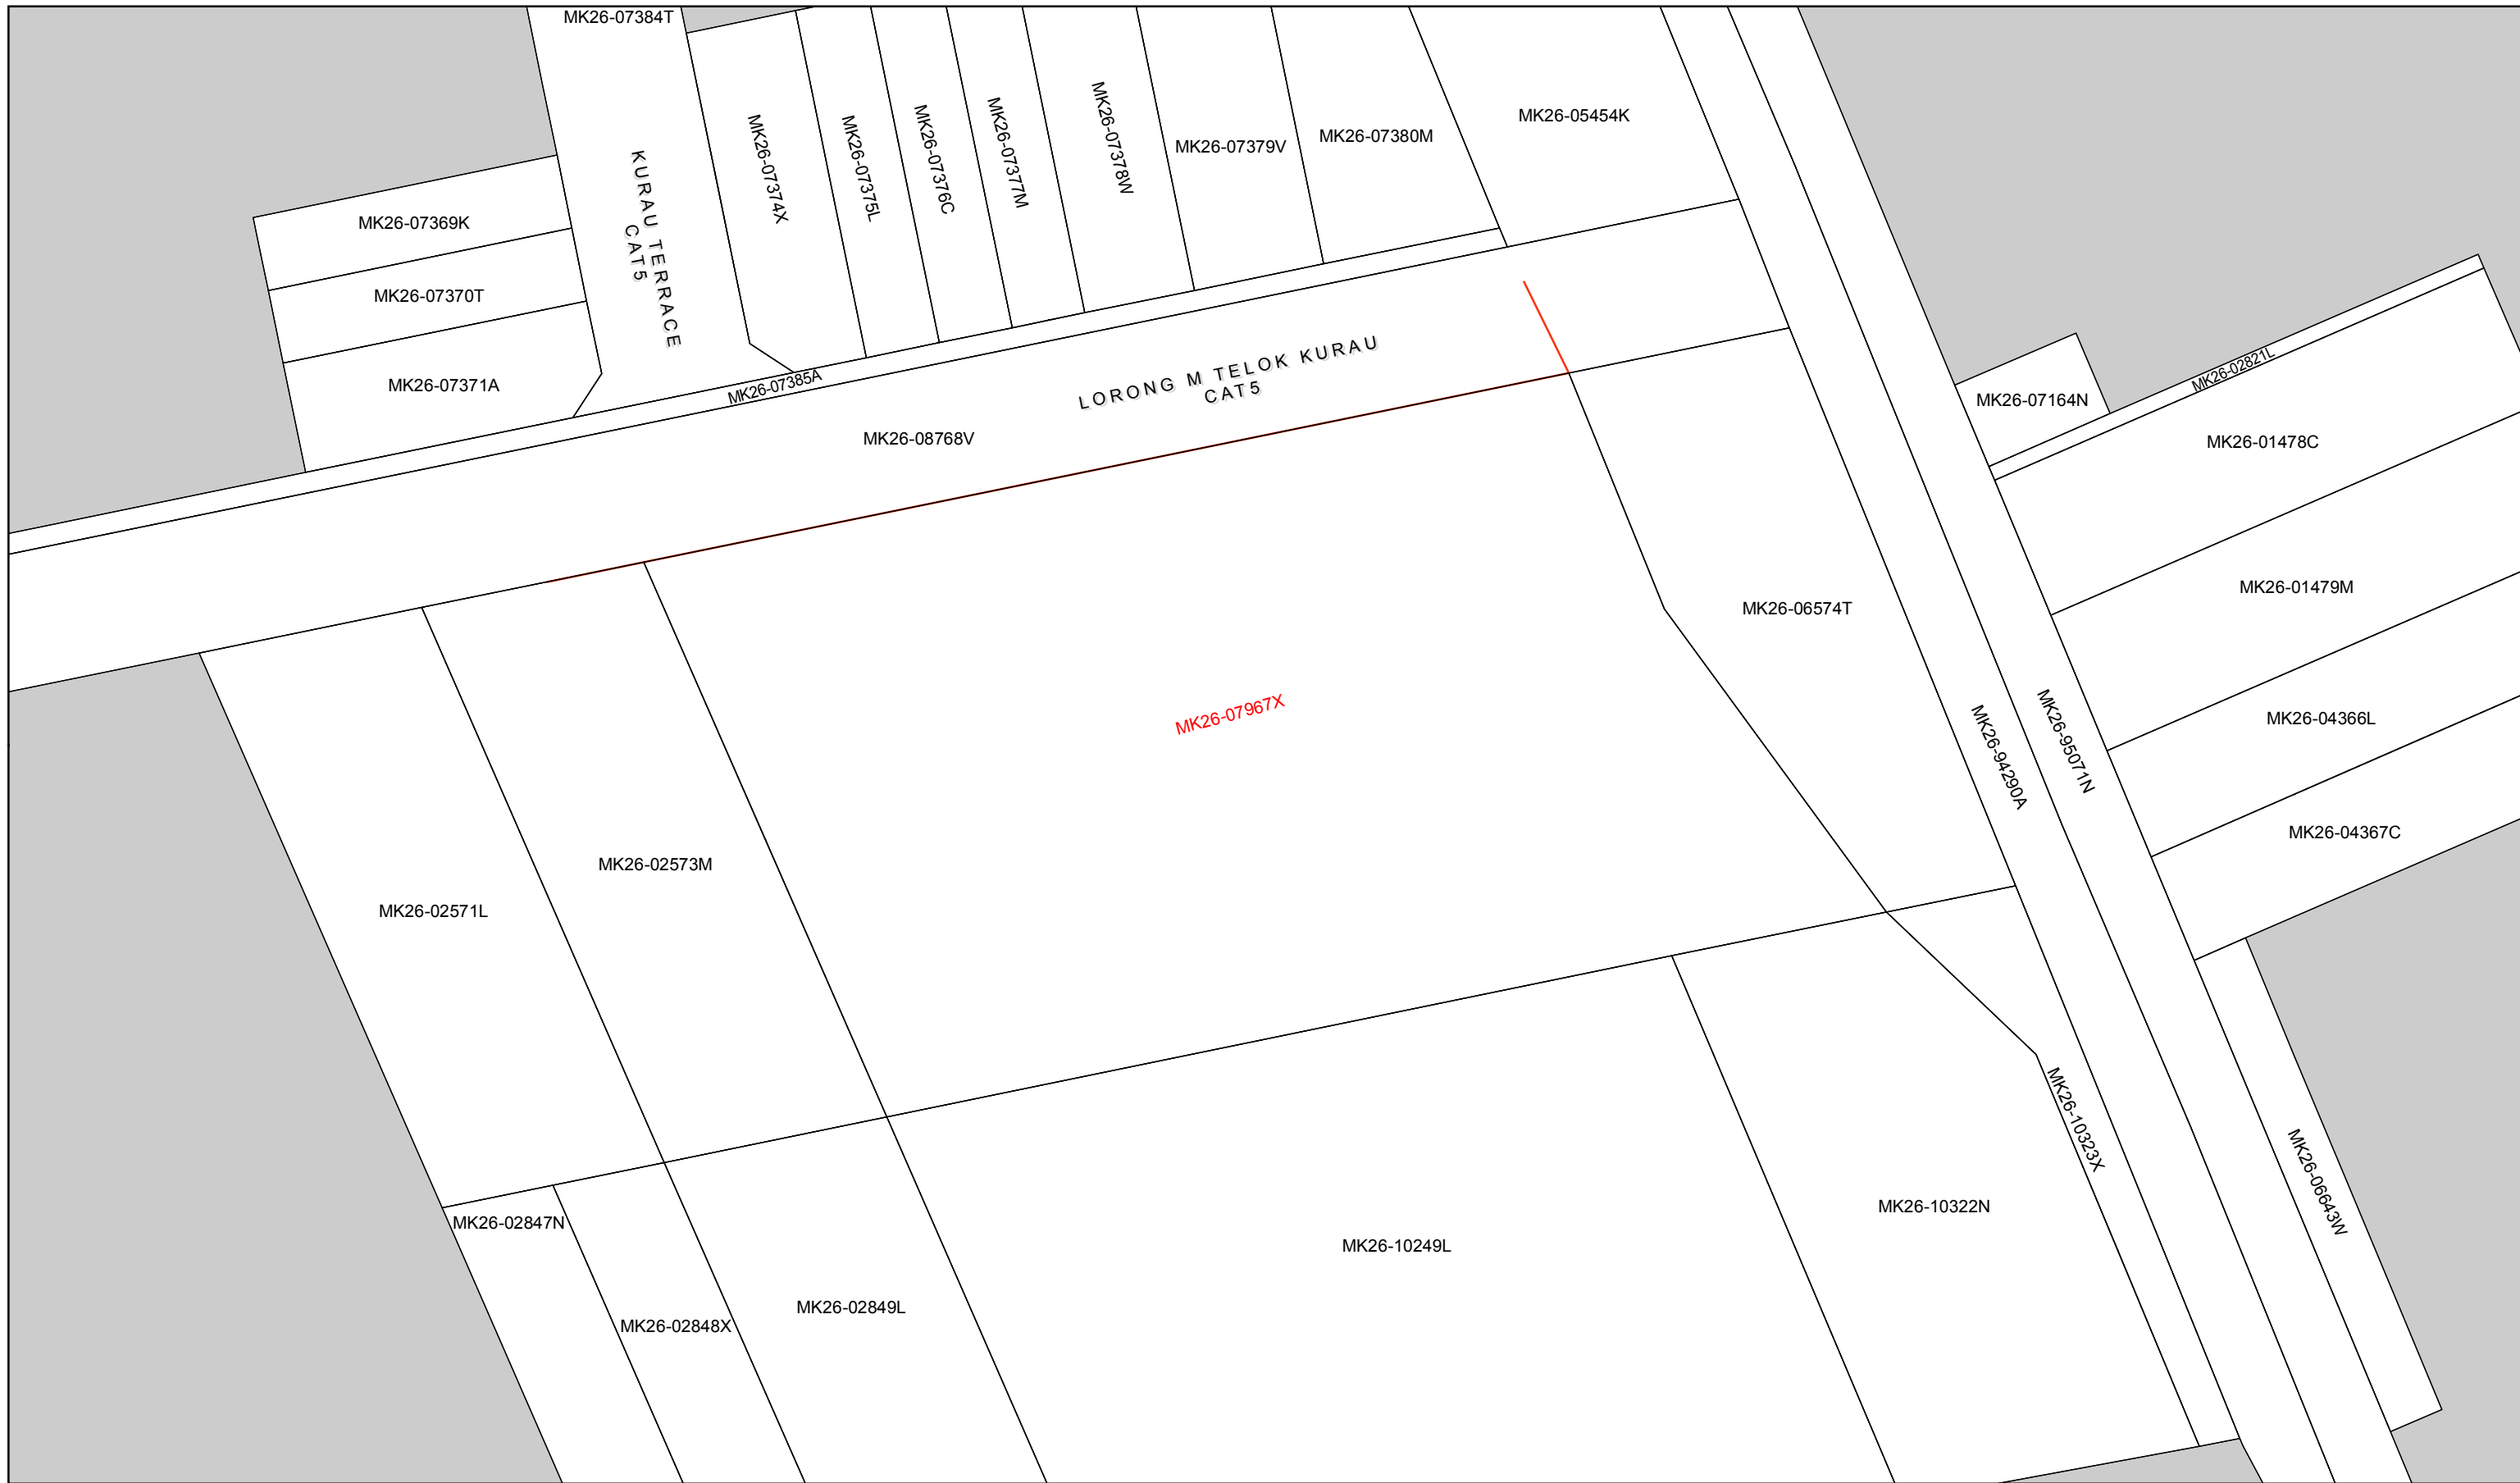 MK26-07384T
MK26-05454K
MK26-07380M
MK26-07379V
MK26-07378W
MK26-07377M
MK26-07376C
MK26-07375L
MK26-07374X
KURAU TERRACE
CAT5
MK26-07369K
MK26-07370T
MK26-07371A
MK26-07385A
LORONG M TELOK KURAU
CAT5
MK26-08768V
MK26-02821L
MK26-07164N
MK26-01478C
MK26-01479M
MK26-06574T
MK26-07967X
MK26-04366L
MK26-95071N
MK26-94290A
MK26-04367C
MK26-02573M
MK26-02571L
MK26-10323X
MK26-06643W
MK26-10322N
MK26-02847N
MK26-10249L
MK26-02849L
MK26-02848X